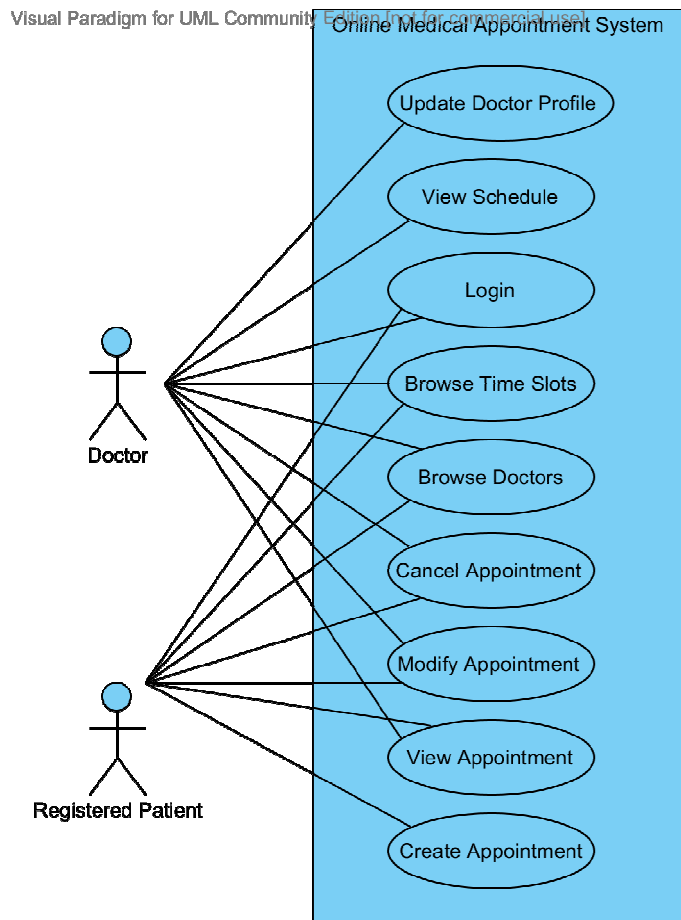 Visual Paradigm for UML Community Edition [not for commercial use]
Online Medical Appointment System
Update Doctor Profile
View Schedule
Login
Browse Time Slots
Doctor
Browse Doctors
Cancel Appointment
Modify Appointment
View Appointment
Registered Patient
Create Appointment